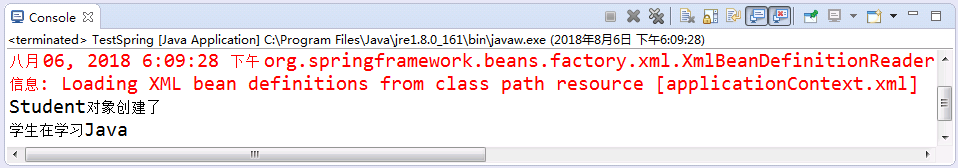 Console
<terminated> TestSpring [Java Application] C:\Program Files\Java\jre1.8.0_161\bin\javaw.exe (2018年8月6日 下午6:09:28)
八月 06, 2018 6:09:28 下午 org.springframework.beans.factory.xml.XmlBeanDefinitionReader
信息: Loading XML bean definitions from class path resource [applicationContext.xml]
Student对象创建了
学生在学习Java